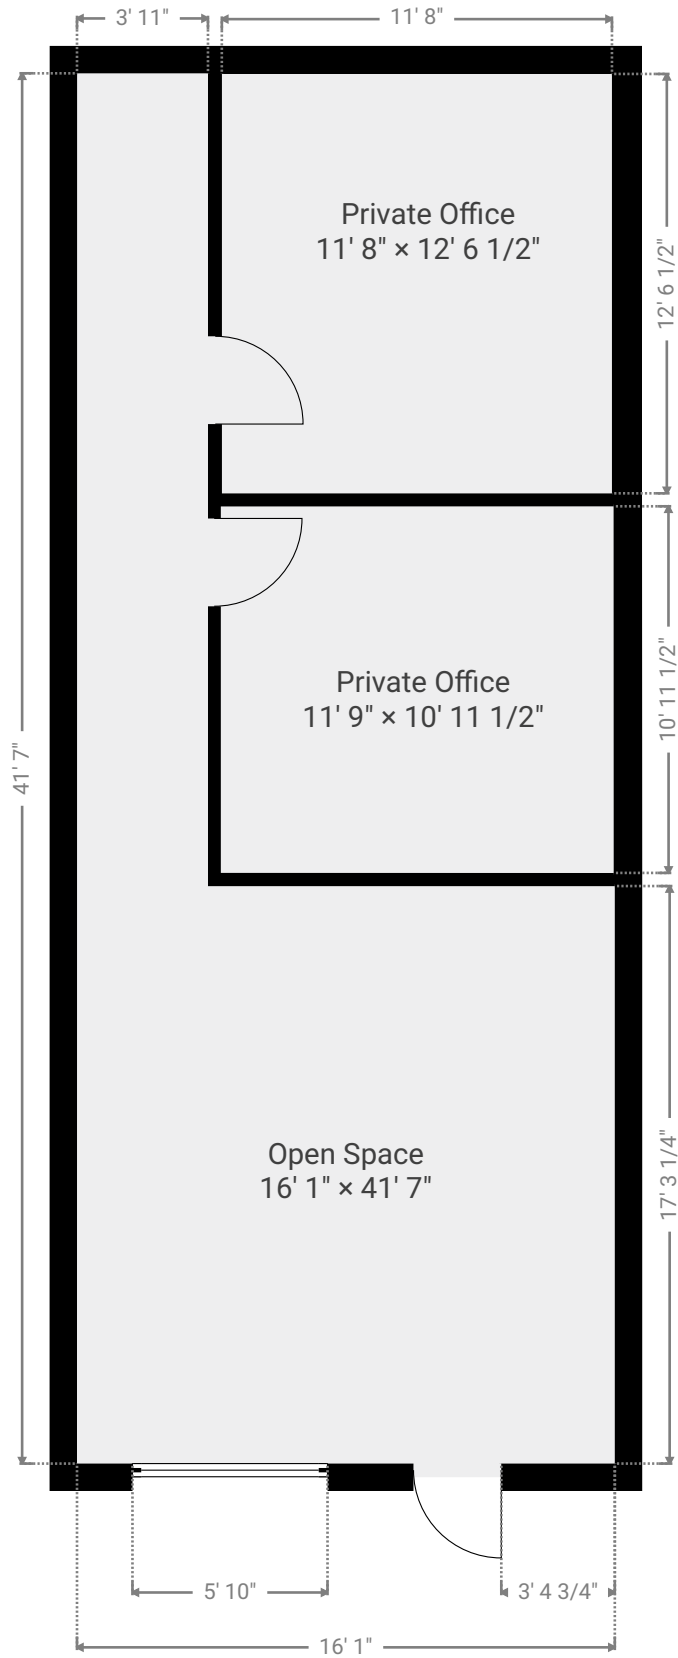 3' 11"
11' 8"
Private Office
11' 8" × 12' 6 1/2"
12' 6 1/2"
Private Office
11' 9" × 10' 11 1/2"
10' 11 1/2"
41' 7"
Open Space
16' 1" × 41' 7"
17' 3 1/4"
5' 10"
3' 4 3/4"
16' 1"